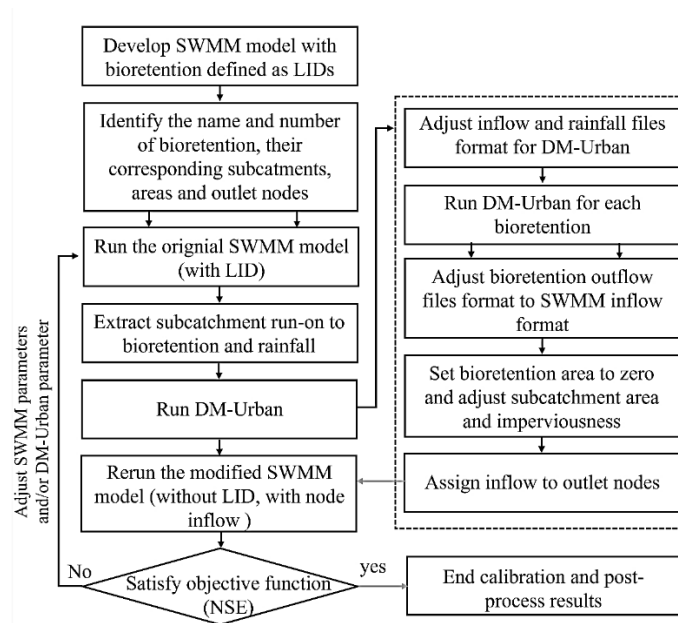 Develop SWMM model with
bioretention defined as LIDs
Identify the name and number
of bioretention, their
corresponding subcatments,
areas and outlet nodes
Run the orignial SWMM model
(with LID)
Extract subcatchment run-on to
bioretention and rainfall
Run DM-Urban
Rerun the modified SWMM
model (without LID, with node
inflow )
Satisfy objective function
(NSE)
No
yes
Adjust SWMM parameters
and/or DM-Urban parameter
Adjust inflow and rainfall files
format for DM-Urban
Run DM-Urban for each
bioretention
Adjust bioretention outflow
files format to SWMM inflow
format
Set bioretention area to zero
and adjust subcatchment area
and imperviousness
Assign inflow to outlet nodes
End calibration and post-
process results